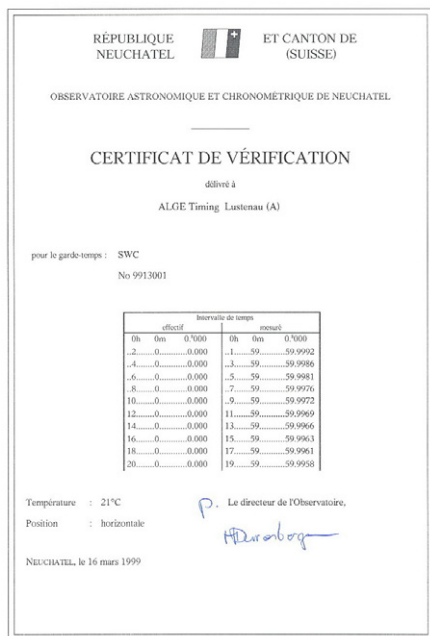 RÉPUBLIQUE ET CANTON DE
NEUCHATEL (SUISSE)
OBSERVATOIRE ASTRONOMIQUE ET CHRONOMÉTRIQUE DE NEUCHATEL
CERTIFICAT DE VÉRIFICATION
délivré à
ALGE Timing Lustenau (A)
pour le garde-temps : SWC
No 9913001
Intervalle de temps
effectif mesuré
0h 0m 0.ˢ000 0h 0m 0.ˢ000
..2.......0............0.000 ..1.....59..........59.9992
..4.......0............0.000 ..3.....59..........59.9986
..6.......0............0.000 ..5.....59..........59.9981
..8.......0............0.000 ..7.....59..........59.9976
10.......0............0.000 ..9.....59..........59.9972
12.......0............0.000 11.....59..........59.9969
14.......0............0.000 13.....59..........59.9966
16.......0............0.000 15.....59..........59.9963
18.......0............0.000 17.....59..........59.9961
20.......0............0.000 19.....59..........59.9958
Température : 21°C p. Le directeur de l'Observatoire,
Position : horizontale
NEUCHATEL, le 16 mars 1999